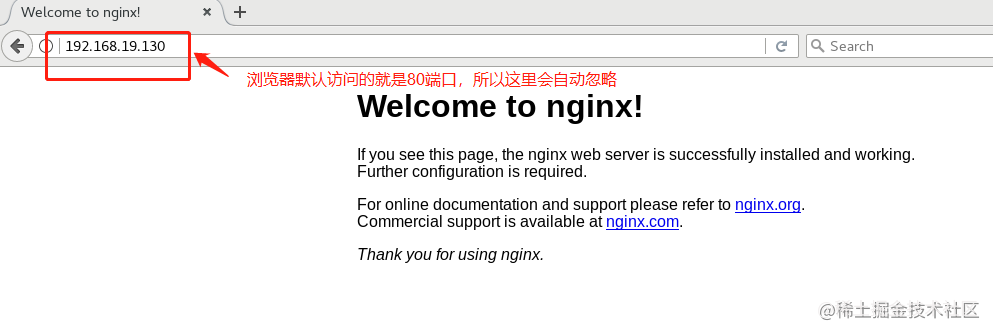 Welcome to nginx!
192.168.19.130
Search
浏览器默认访问的就是80端口，所以这里会自动忽略
Welcome to nginx!
If you see this page, the nginx web server is successfully installed and working.
Further configuration is required.
For online documentation and support please refer to nginx.org.
Commercial support is available at nginx.com.
Thank you for using nginx.
@稀土掘金技术社区